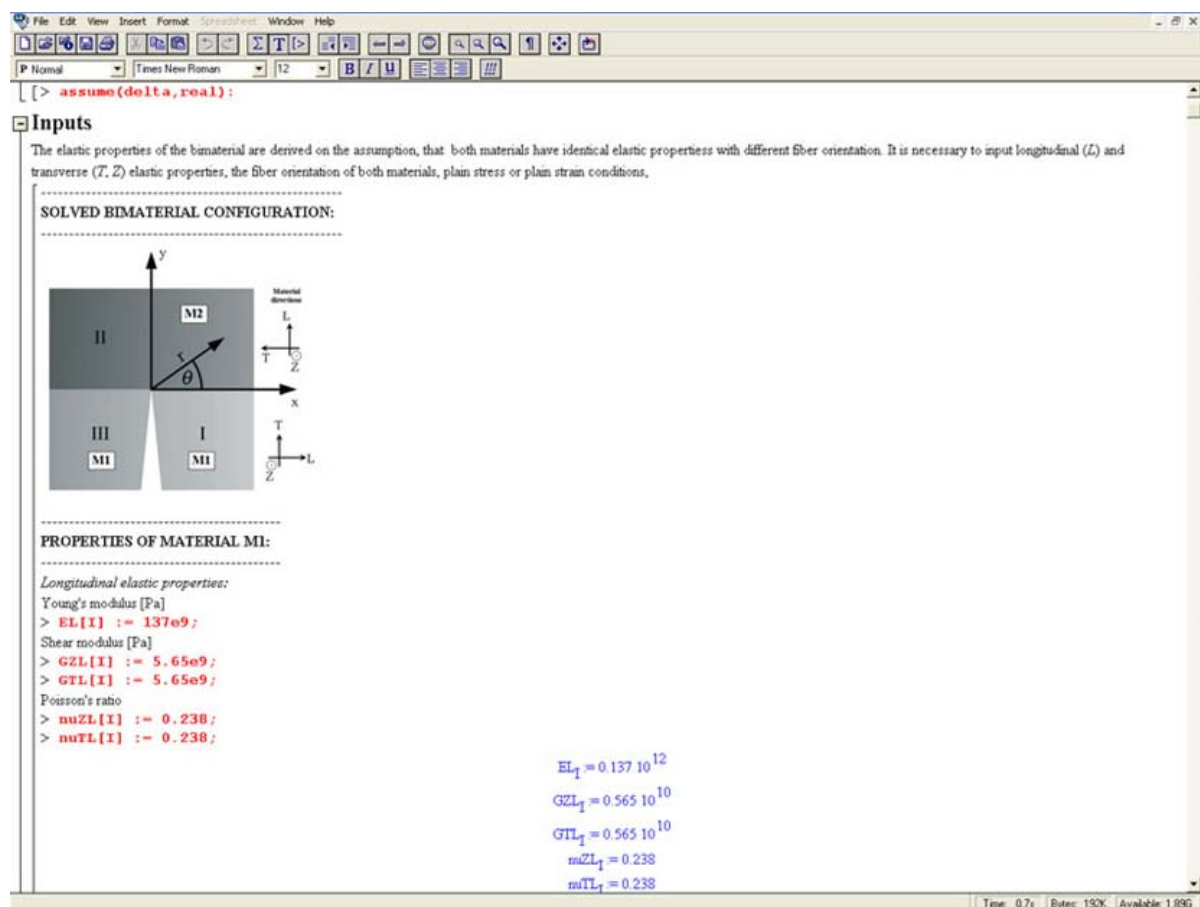 File Edit View Insert Format Spreadsheet Window Help
P Normal Times New Roman 12 B I U
[> assume(delta,real):
Inputs
The elastic properties of the bimaterial are derived on the assumption, that both materials have identical elastic propertiess with different fiber orientation. It is necessary to input longitudinal (L) and
transverse (T, Z) elastic properties, the fiber orientation of both materials, plain stress or plain strain conditions,
SOLVED BIMATERIAL CONFIGURATION:
y
Material
directions
M2
L
II
r
T
θ
Z
x
T
III
I
M1
M1
L
Z
PROPERTIES OF MATERIAL M1:
Longitudinal elastic properties:
Young's modulus [Pa]
> EL[I] := 137e9;
Shear modulus [Pa]
> GZL[I] := 5.65e9;
> GTL[I] := 5.65e9;
Poisson's ratio
> nuZL[I] := 0.238;
> nuTL[I] := 0.238;
EL_I := 0.137 10^12
GZL_I := 0.565 10^10
GTL_I := 0.565 10^10
nuZL_I := 0.238
nuTL_I := 0.238
Time: 0.7s Bytes: 192K Available: 1.89G